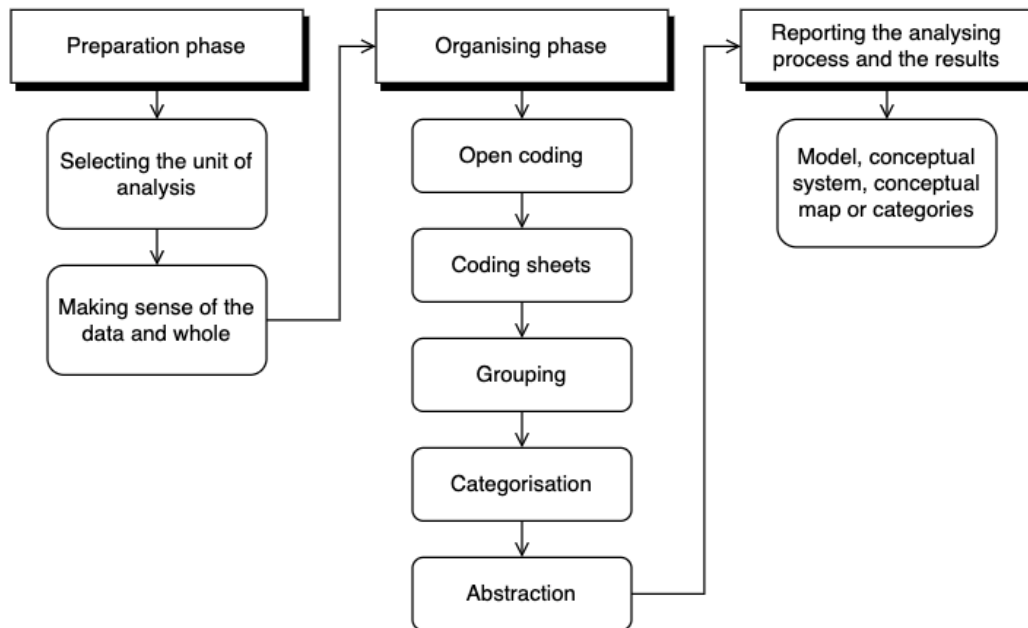 Preparation phase
Selecting the unit of
analysis
Making sense of the
data and whole
Organising phase
Open coding
Coding sheets
Grouping
Categorisation
Abstraction
Reporting the analysing
process and the results
Model, conceptual
system, conceptual
map or categories